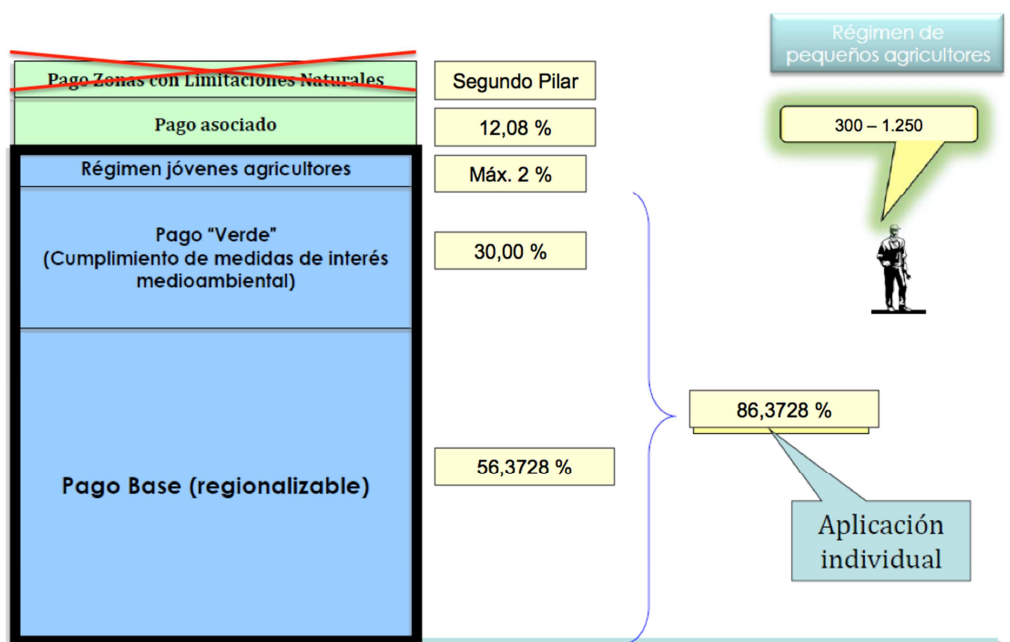 Régimen de
pequeños agricultores
Pago Zonas con Limitaciones Naturales
Segundo Pilar
Pago asociado
12,08 %
300 – 1.250
Régimen jóvenes agricultores
Máx. 2 %
Pago "Verde"
(Cumplimiento de medidas de interés
medioambiental)
30,00 %
86,3728 %
Pago Base (regionalizable)
56,3728 %
Aplicación
individual